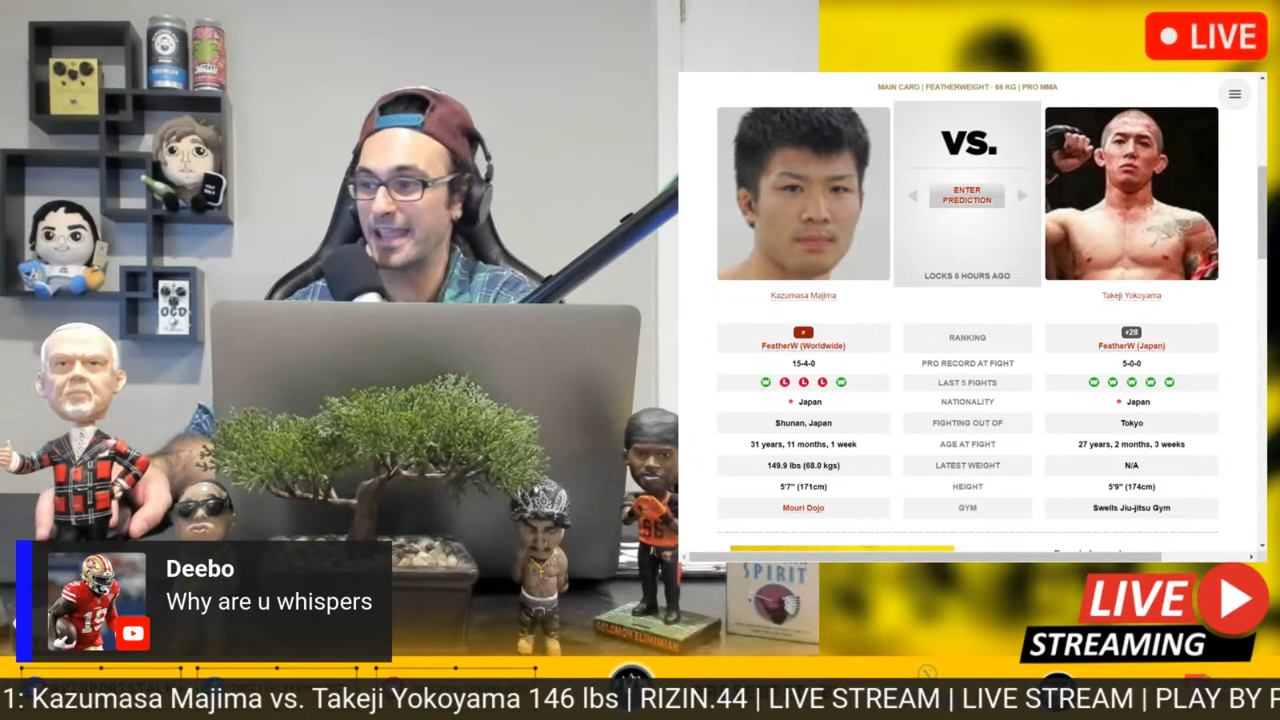 LIVE
MAIN CARD | FEATHERWEIGHT · 66 KG | PRO MMA
VS.
ENTER
PREDICTION
LOCKS 6 HOURS AGO
Kazumasa Majima
Takeji Yokoyama
#
#28
FeatherW (Worldwide)
RANKING
FeatherW (Japan)
15-4-0
PRO RECORD AT FIGHT
5-0-0
W L L L W
LAST 5 FIGHTS
W W W W W
Japan
NATIONALITY
Japan
Shunan, Japan
FIGHTING OUT OF
Tokyo
31 years, 11 months, 1 week
AGE AT FIGHT
27 years, 2 months, 3 weeks
149.9 lbs (68.0 kgs)
LATEST WEIGHT
N/A
5'7" (171cm)
HEIGHT
5'9" (174cm)
Mouri Dojo
GYM
Swells Jiu-jitsu Gym
OCD
SPIRIT
SOLOMON ELIMIMIAN
Deebo
Why are u whispers
19
LIVE
STREAMING
1: Kazumasa Majima vs. Takeji Yokoyama 146 lbs | RIZIN.44 | LIVE STREAM | LIVE STREAM | PLAY BY